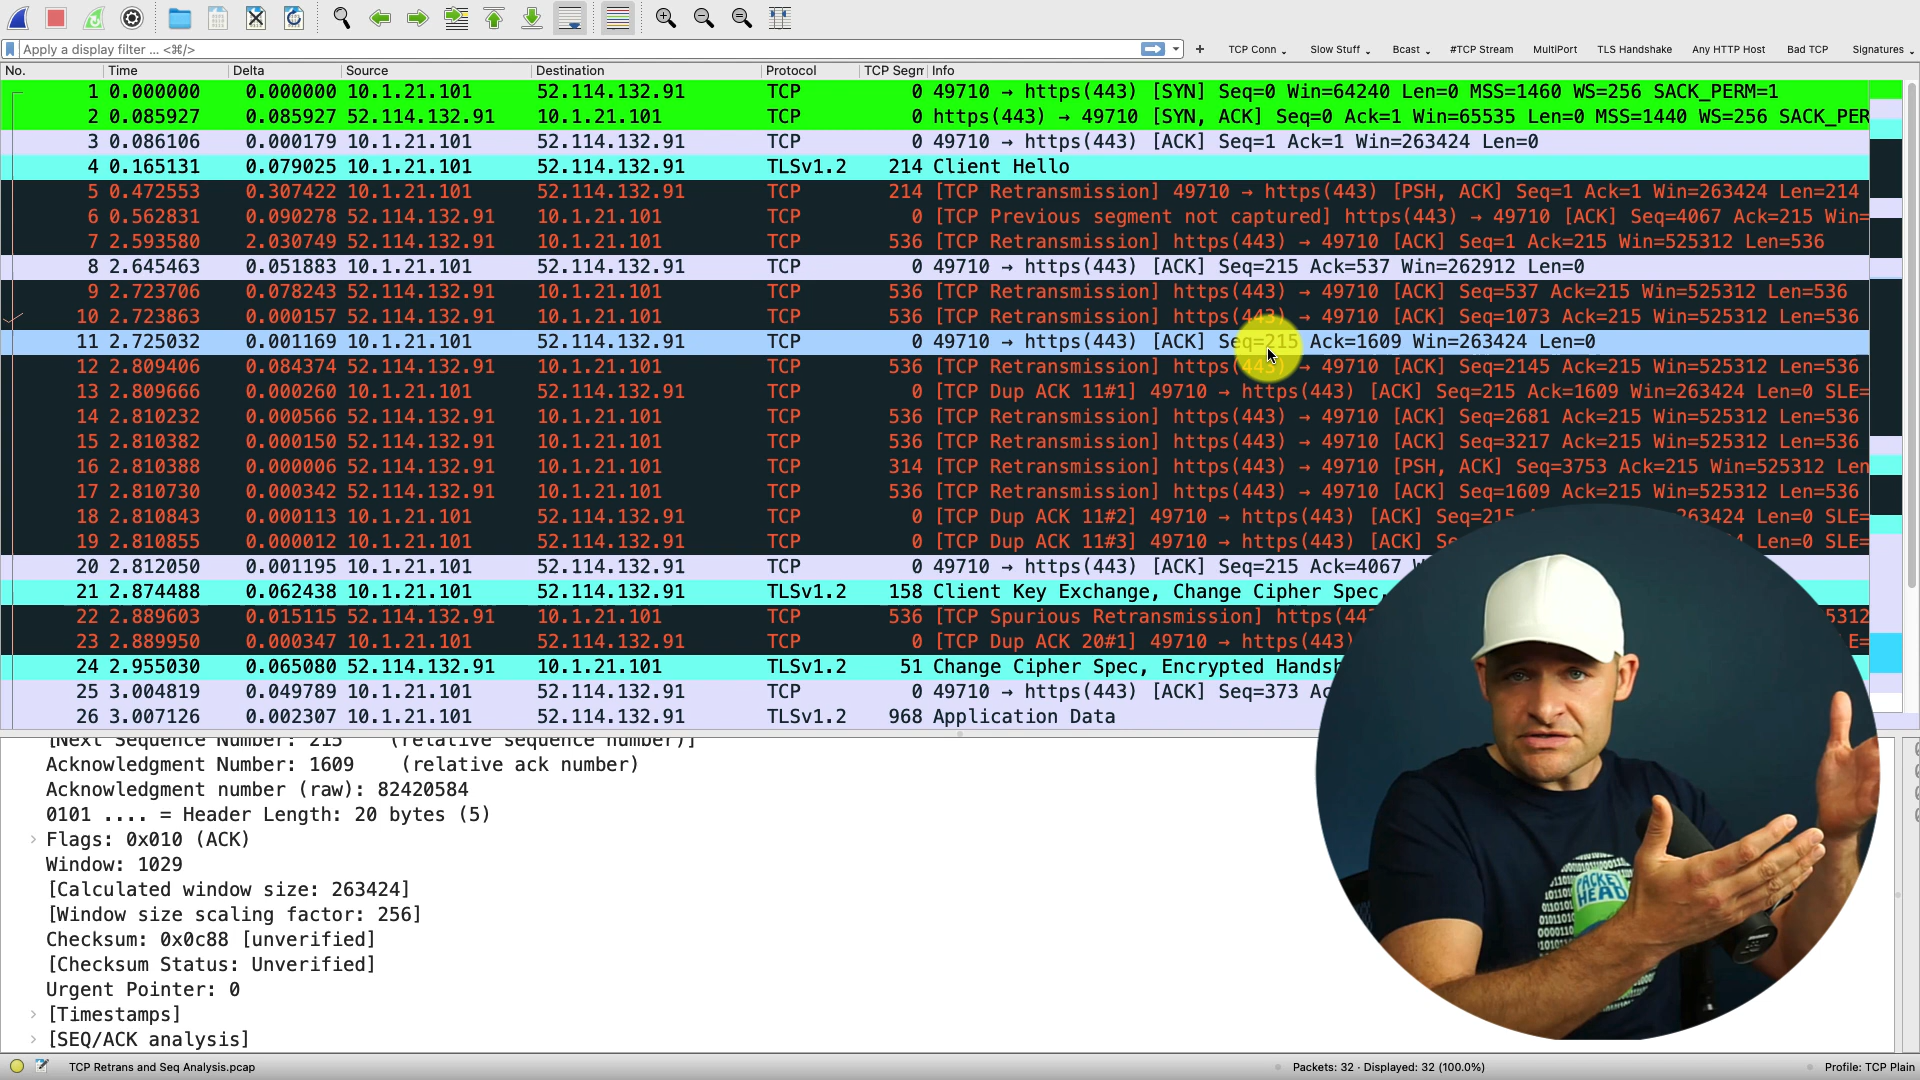 Apply a display filter ... <⌘/>
+ TCP Conn Slow Stuff Bcast #TCP Stream MultiPort TLS Handshake Any HTTP Host Bad TCP Signatures
No. Time Delta Source Destination Protocol TCP Segm Info
1 0.000000 0.000000 10.1.21.101 52.114.132.91 TCP 0 49710 → https(443) [SYN] Seq=0 Win=64240 Len=0 MSS=1460 WS=256 SACK_PERM=1
2 0.085927 0.085927 52.114.132.91 10.1.21.101 TCP 0 https(443) → 49710 [SYN, ACK] Seq=0 Ack=1 Win=65535 Len=0 MSS=1440 WS=256 SACK_PER
3 0.086106 0.000179 10.1.21.101 52.114.132.91 TCP 0 49710 → https(443) [ACK] Seq=1 Ack=1 Win=263424 Len=0
4 0.165131 0.079025 10.1.21.101 52.114.132.91 TLSv1.2 214 Client Hello
5 0.472553 0.307422 10.1.21.101 52.114.132.91 TCP 214 [TCP Retransmission] 49710 → https(443) [PSH, ACK] Seq=1 Ack=1 Win=263424 Len=214
6 0.562831 0.090278 52.114.132.91 10.1.21.101 TCP 0 [TCP Previous segment not captured] https(443) → 49710 [ACK] Seq=4067 Ack=215 Win=
7 2.593580 2.030749 52.114.132.91 10.1.21.101 TCP 536 [TCP Retransmission] https(443) → 49710 [ACK] Seq=1 Ack=215 Win=525312 Len=536
8 2.645463 0.051883 10.1.21.101 52.114.132.91 TCP 0 49710 → https(443) [ACK] Seq=215 Ack=537 Win=262912 Len=0
9 2.723706 0.078243 52.114.132.91 10.1.21.101 TCP 536 [TCP Retransmission] https(443) → 49710 [ACK] Seq=537 Ack=215 Win=525312 Len=536
10 2.723863 0.000157 52.114.132.91 10.1.21.101 TCP 536 [TCP Retransmission] https(443) → 49710 [ACK] Seq=1073 Ack=215 Win=525312 Len=536
11 2.725032 0.001169 10.1.21.101 52.114.132.91 TCP 0 49710 → https(443) [ACK] Seq=215 Ack=1609 Win=263424 Len=0
12 2.809406 0.084374 52.114.132.91 10.1.21.101 TCP 536 [TCP Retransmission] https(443) → 49710 [ACK] Seq=2145 Ack=215 Win=525312 Len=536
13 2.809666 0.000260 10.1.21.101 52.114.132.91 TCP 0 [TCP Dup ACK 11#1] 49710 → https(443) [ACK] Seq=215 Ack=1609 Win=263424 Len=0 SLE=
14 2.810232 0.000566 52.114.132.91 10.1.21.101 TCP 536 [TCP Retransmission] https(443) → 49710 [ACK] Seq=2681 Ack=215 Win=525312 Len=536
15 2.810382 0.000150 52.114.132.91 10.1.21.101 TCP 536 [TCP Retransmission] https(443) → 49710 [ACK] Seq=3217 Ack=215 Win=525312 Len=536
16 2.810388 0.000006 52.114.132.91 10.1.21.101 TCP 314 [TCP Retransmission] https(443) → 49710 [PSH, ACK] Seq=3753 Ack=215 Win=525312 Len
17 2.810730 0.000342 52.114.132.91 10.1.21.101 TCP 536 [TCP Retransmission] https(443) → 49710 [ACK] Seq=1609 Ack=215 Win=525312 Len=536
18 2.810843 0.000113 10.1.21.101 52.114.132.91 TCP 0 [TCP Dup ACK 11#2] 49710 → https(443) [ACK] Seq=215 263424 Len=0 SLE=
19 2.810855 0.000012 10.1.21.101 52.114.132.91 TCP 0 [TCP Dup ACK 11#3] 49710 → https(443) [ACK] Len=0 SLE=
20 2.812050 0.001195 10.1.21.101 52.114.132.91 TCP 0 49710 → https(443) [ACK] Seq=215 Ack=4067
21 2.874488 0.062438 10.1.21.101 52.114.132.91 TLSv1.2 158 Client Key Exchange, Change Cipher Spec,
22 2.889603 0.015115 52.114.132.91 10.1.21.101 TCP 536 [TCP Spurious Retransmission] https(44 5312
23 2.889950 0.000347 10.1.21.101 52.114.132.91 TCP 0 [TCP Dup ACK 20#1] 49710 → https(443) LE=
24 2.955030 0.065080 52.114.132.91 10.1.21.101 TLSv1.2 51 Change Cipher Spec, Encrypted Handsh
25 3.004819 0.049789 10.1.21.101 52.114.132.91 TCP 0 49710 → https(443) [ACK] Seq=373 Ac
26 3.007126 0.002307 10.1.21.101 52.114.132.91 TLSv1.2 968 Application Data
[Next Sequence Number: 215 (relative sequence number)]
Acknowledgment Number: 1609 (relative ack number)
Acknowledgment number (raw): 82420584
0101 .... = Header Length: 20 bytes (5)
Flags: 0x010 (ACK)
Window: 1029
[Calculated window size: 263424]
[Window size scaling factor: 256]
Checksum: 0x0c88 [unverified]
[Checksum Status: Unverified]
Urgent Pointer: 0
[Timestamps]
[SEQ/ACK analysis]
PACKET
HEAD
TCP Retrans and Seq Analysis.pcap Packets: 32 · Displayed: 32 (100.0%) Profile: TCP Plain